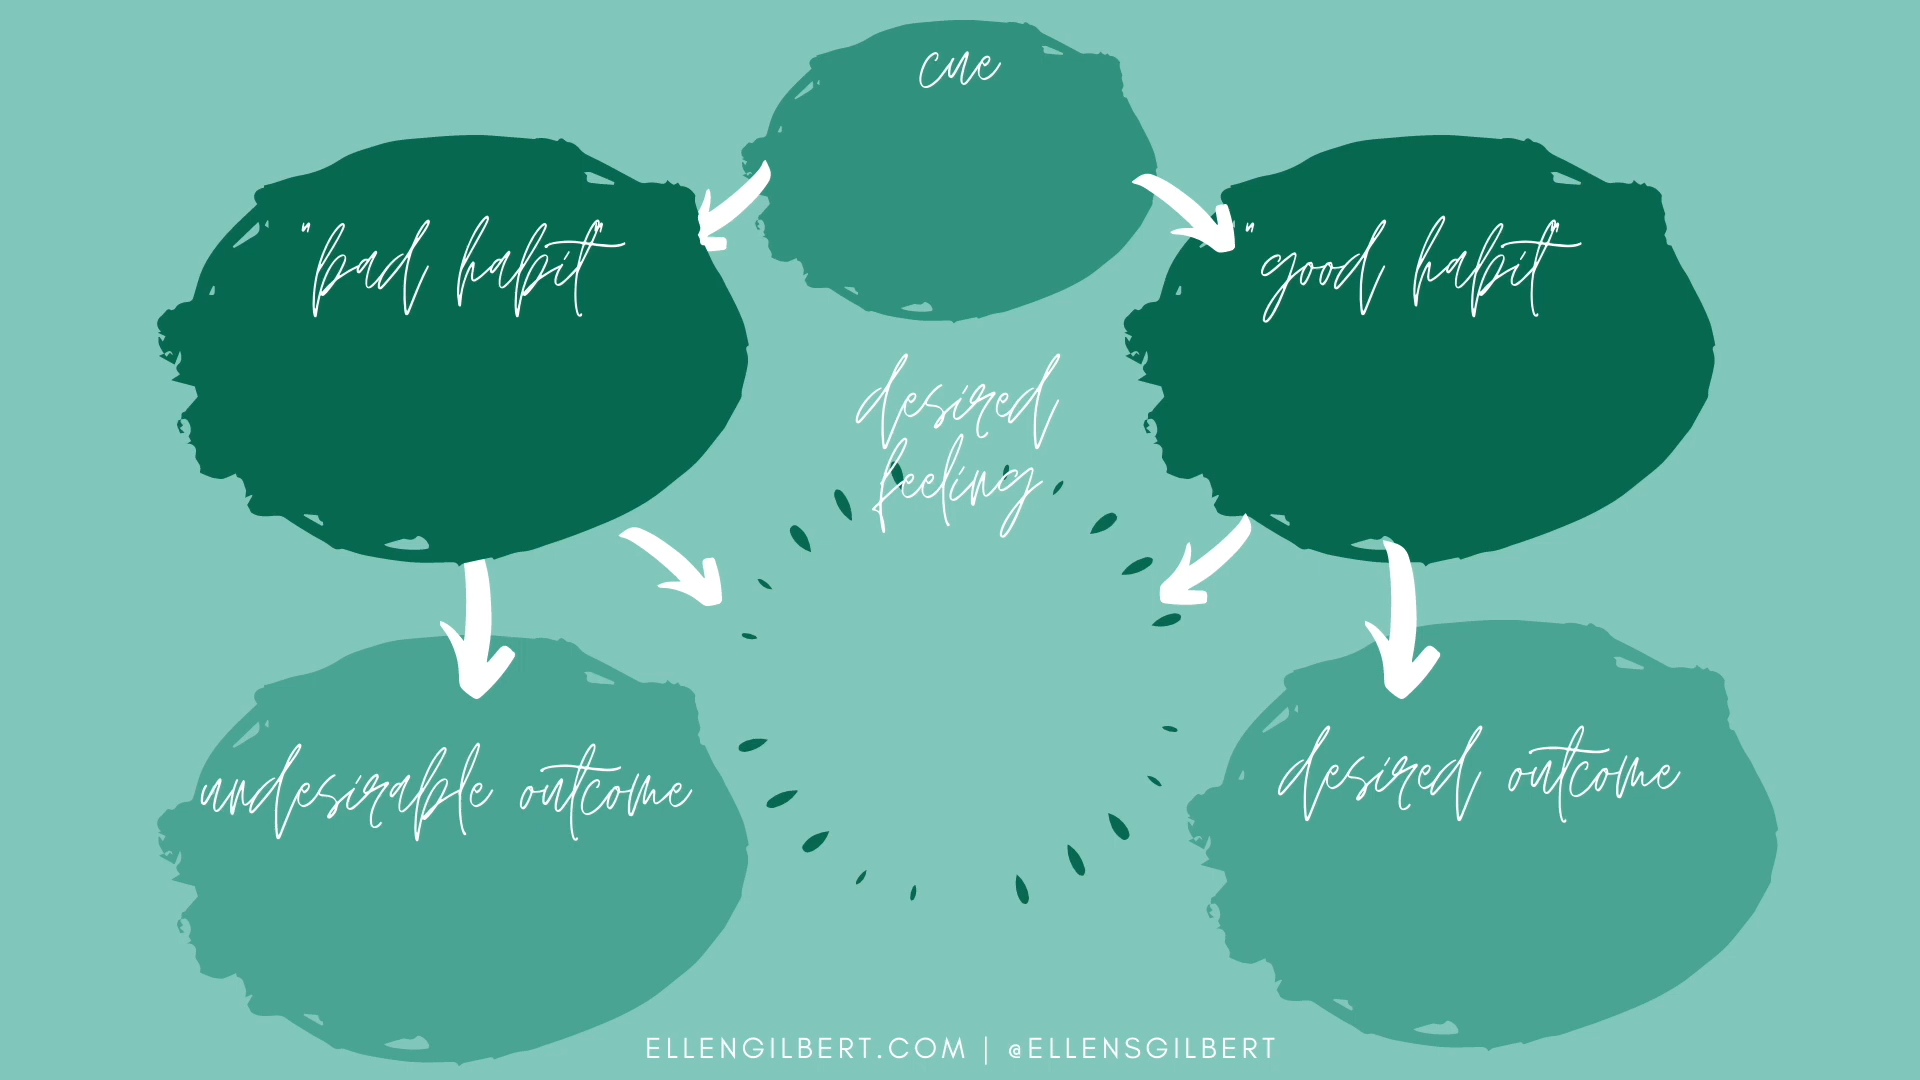 cue
"bad habit"
"good habit"
desired
feeling
undesirable outcome
desired outcome
ELLENGILBERT.COM | @ELLENSGILBERT